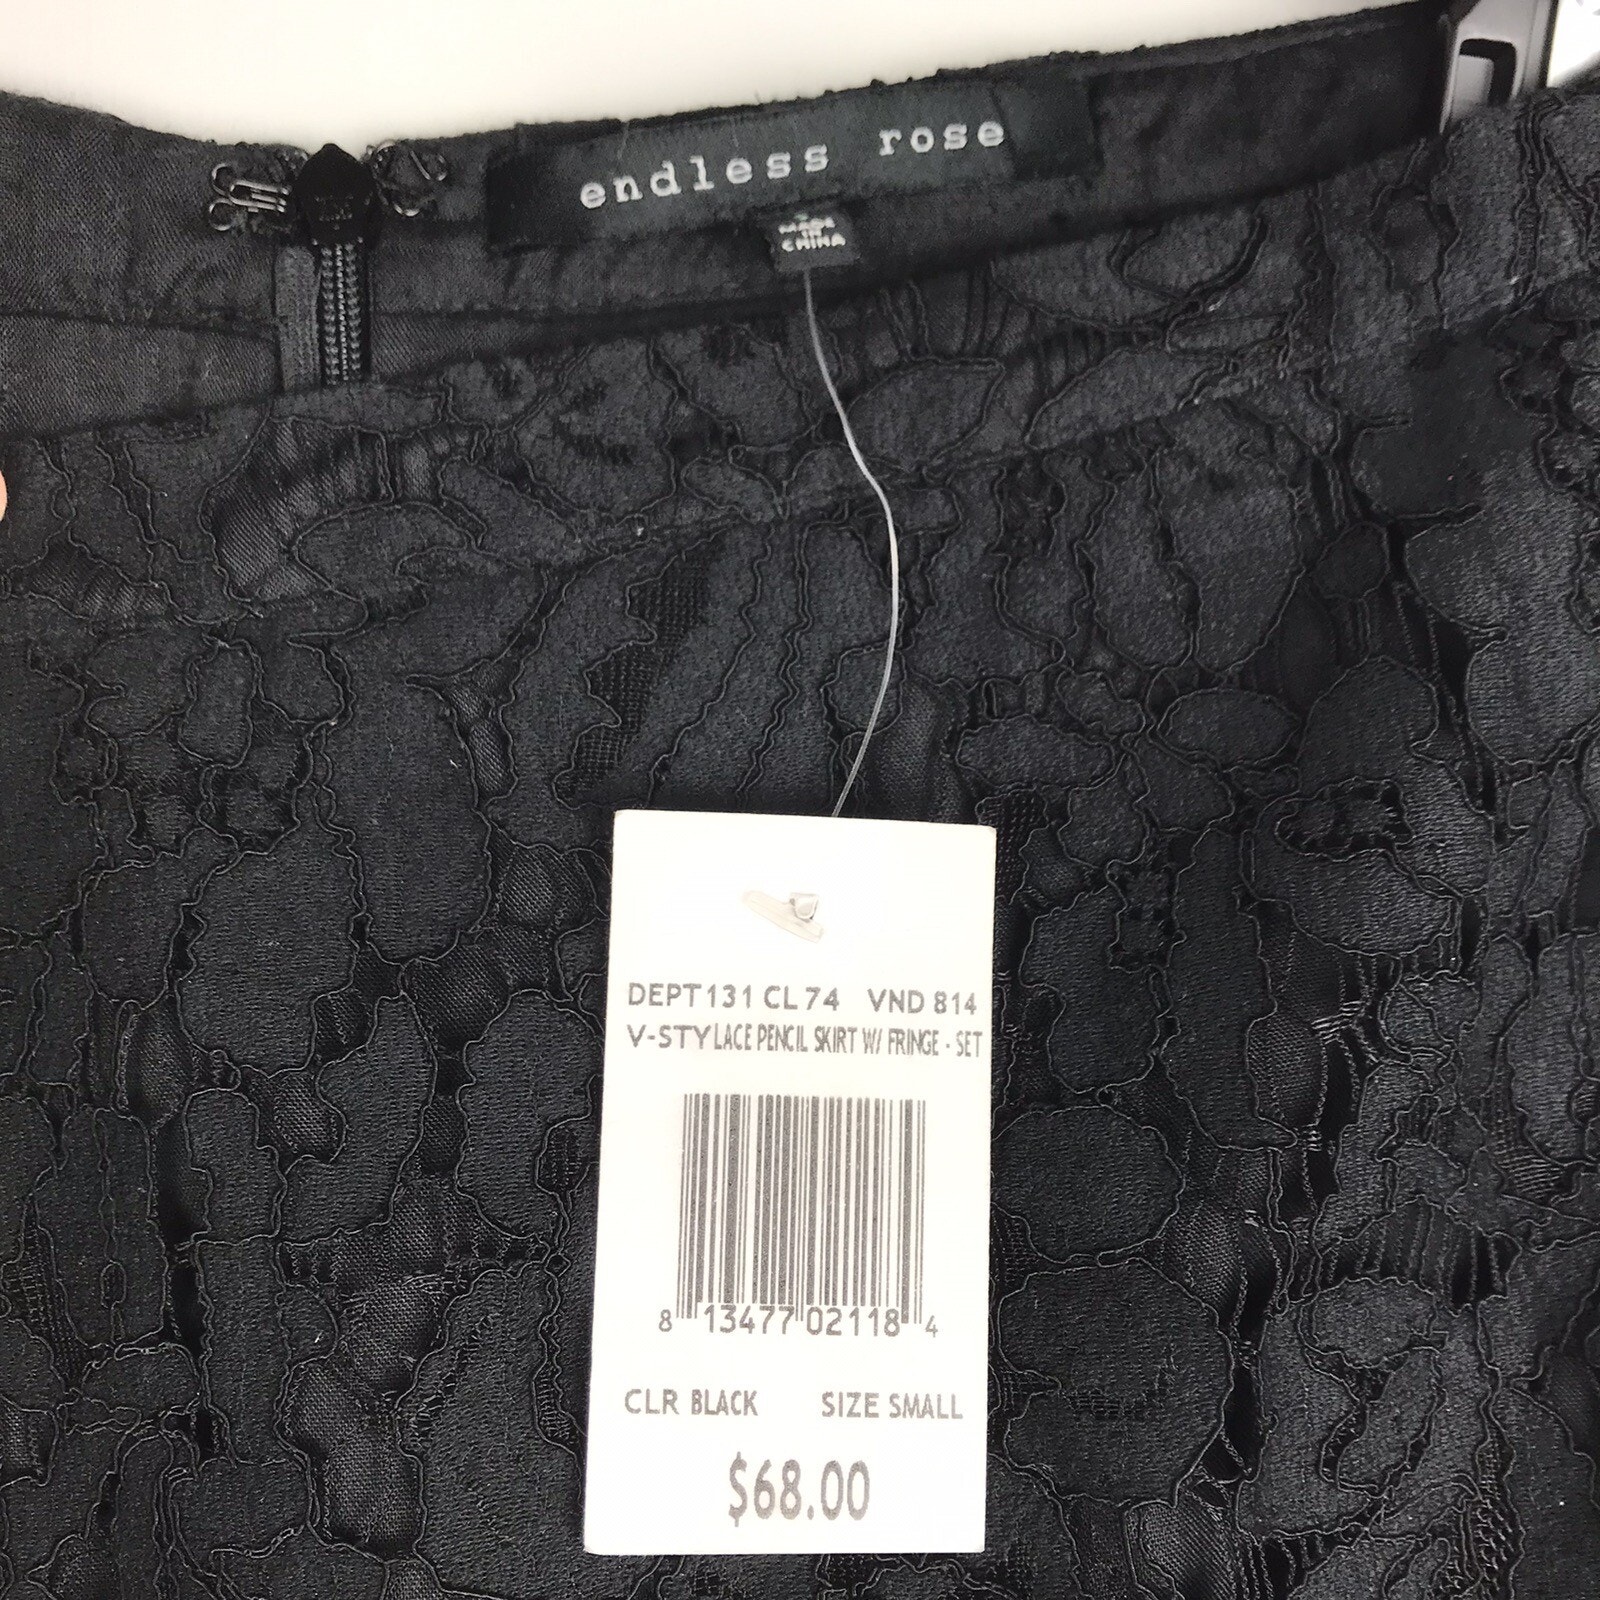 endless rose
MADE
IN
CHINA
DEPT 131 CL 74 VND 814
V-STY LACE PENCIL SKIRT W/ FRINGE - SET
8 13477 02118 4
CLR BLACK SIZE SMALL
$68.00